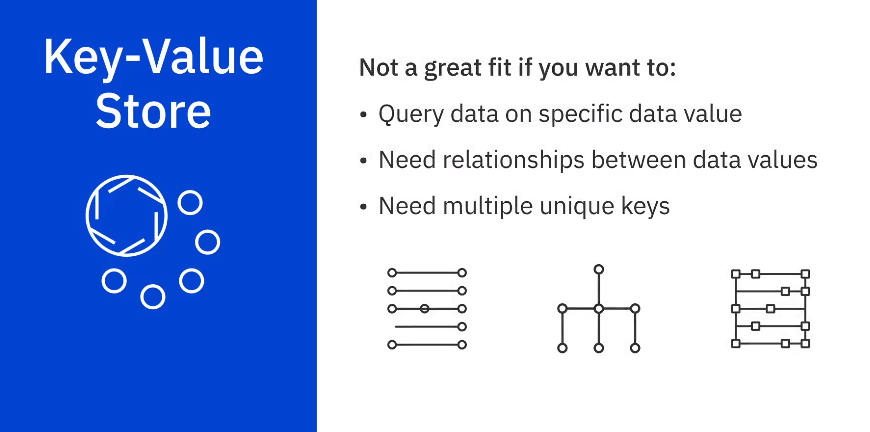 Key-Value
Store
Not a great fit if you want to:
• Query data on specific data value
• Need relationships between data values
• Need multiple unique keys